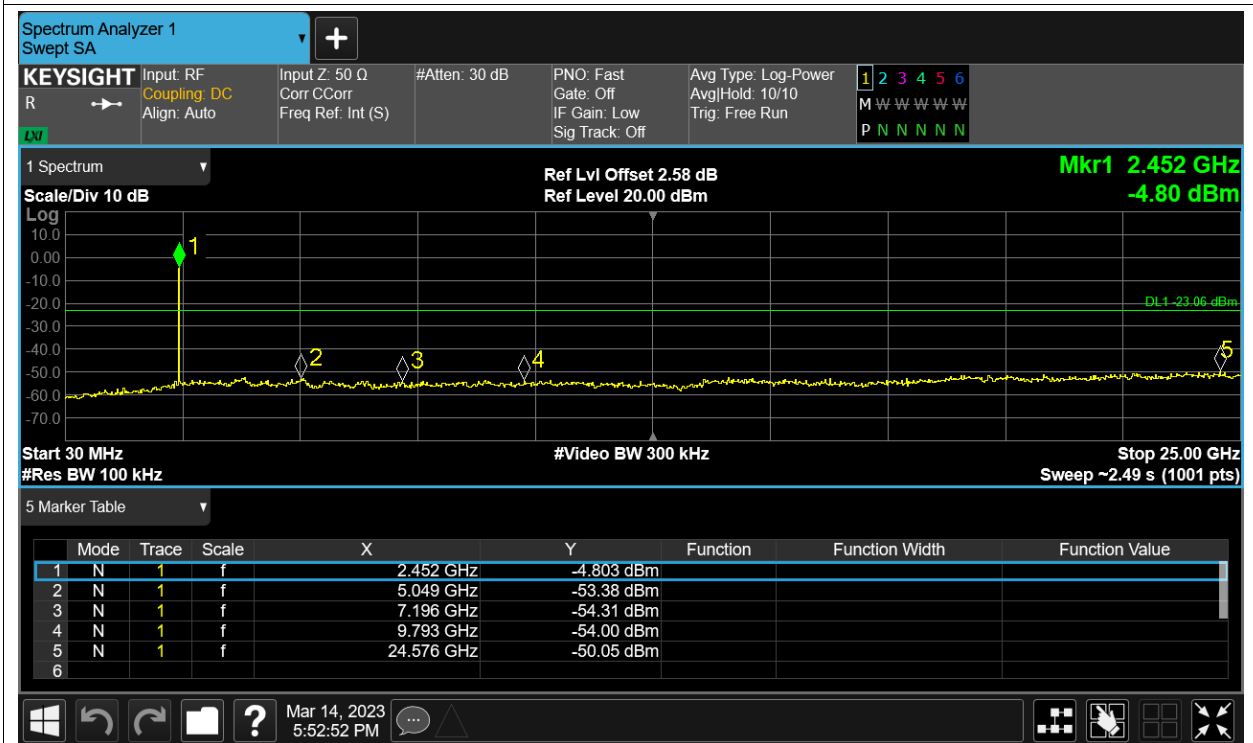 Spectrum Analyzer 1
Swept SA
+
KEYSIGHT Input: RF Input Z: 50 Ω #Atten: 30 dB PNO: Fast Avg Type: Log-Power 1 2 3 4 5 6
R Coupling: DC Corr CCorr Gate: Off Avg|Hold: 10/10 M W W W W W
Align: Auto Freq Ref: Int (S) IF Gain: Low Trig: Free Run
LXI Sig Track: Off P N N N N N
1 Spectrum Ref Lvl Offset 2.58 dB Mkr1 2.452 GHz
Scale/Div 10 dB Ref Level 20.00 dBm -4.80 dBm
Log
10.0
1
0.00
-10.0
-20.0 DL1 -23.06 dBm
-30.0
-40.0
2 3 4 5
-50.0
-60.0
-70.0
Start 30 MHz #Video BW 300 kHz Stop 25.00 GHz
#Res BW 100 kHz Sweep ~2.49 s (1001 pts)
5 Marker Table
Mode Trace Scale X Y Function Function Width Function Value
1 N 1 f 2.452 GHz -4.803 dBm
2 N 1 f 5.049 GHz -53.38 dBm
3 N 1 f 7.196 GHz -54.31 dBm
4 N 1 f 9.793 GHz -54.00 dBm
5 N 1 f 24.576 GHz -50.05 dBm
6
? Mar 14, 2023
5:52:52 PM